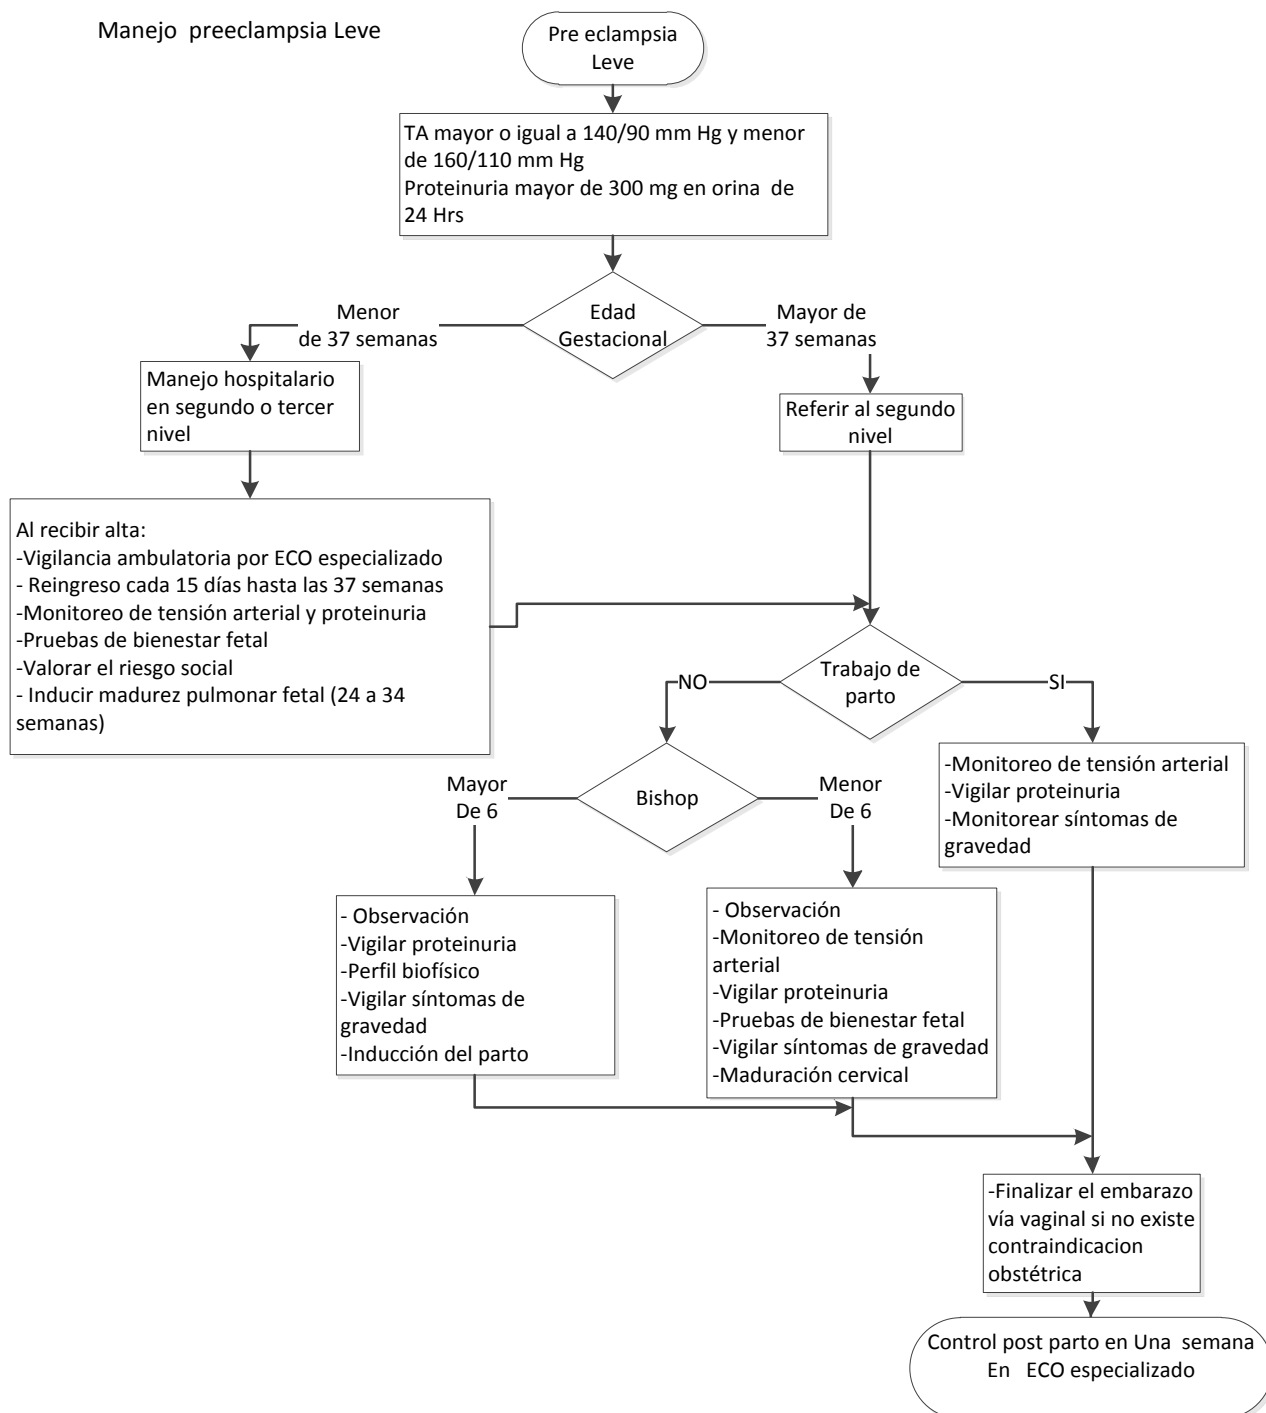 Manejo  preeclampsia Leve
Pre eclampsia
Leve
TA mayor o igual a 140/90 mm Hg y menor
de 160/110 mm Hg
Proteinuria mayor de 300 mg en orina  de
24 Hrs
Edad
Gestacional
Menor
de 37 semanas
Mayor de
37 semanas
Manejo hospitalario
en segundo o tercer
nivel
Referir al segundo
nivel
Al recibir alta:
-Vigilancia ambulatoria por ECO especializado
- Reingreso cada 15 días hasta las 37 semanas
-Monitoreo de tensión arterial y proteinuria
-Pruebas de bienestar fetal
-Valorar el riesgo social
- Inducir madurez pulmonar fetal (24 a 34
semanas)
Trabajo de
parto
NO
SI
-Monitoreo de tensión arterial
-Vigilar proteinuria
-Monitorear síntomas de
gravedad
Bishop
Mayor
De 6
Menor
De 6
- Observación
-Vigilar proteinuria
-Perfil biofísico
-Vigilar síntomas de
gravedad
-Inducción del parto
- Observación
-Monitoreo de tensión
arterial
-Vigilar proteinuria
-Pruebas de bienestar fetal
-Vigilar síntomas de gravedad
-Maduración cervical
-Finalizar el embarazo
vía vaginal si no existe
contraindicacion
obstétrica
Control post parto en Una  semana
En   ECO especializado